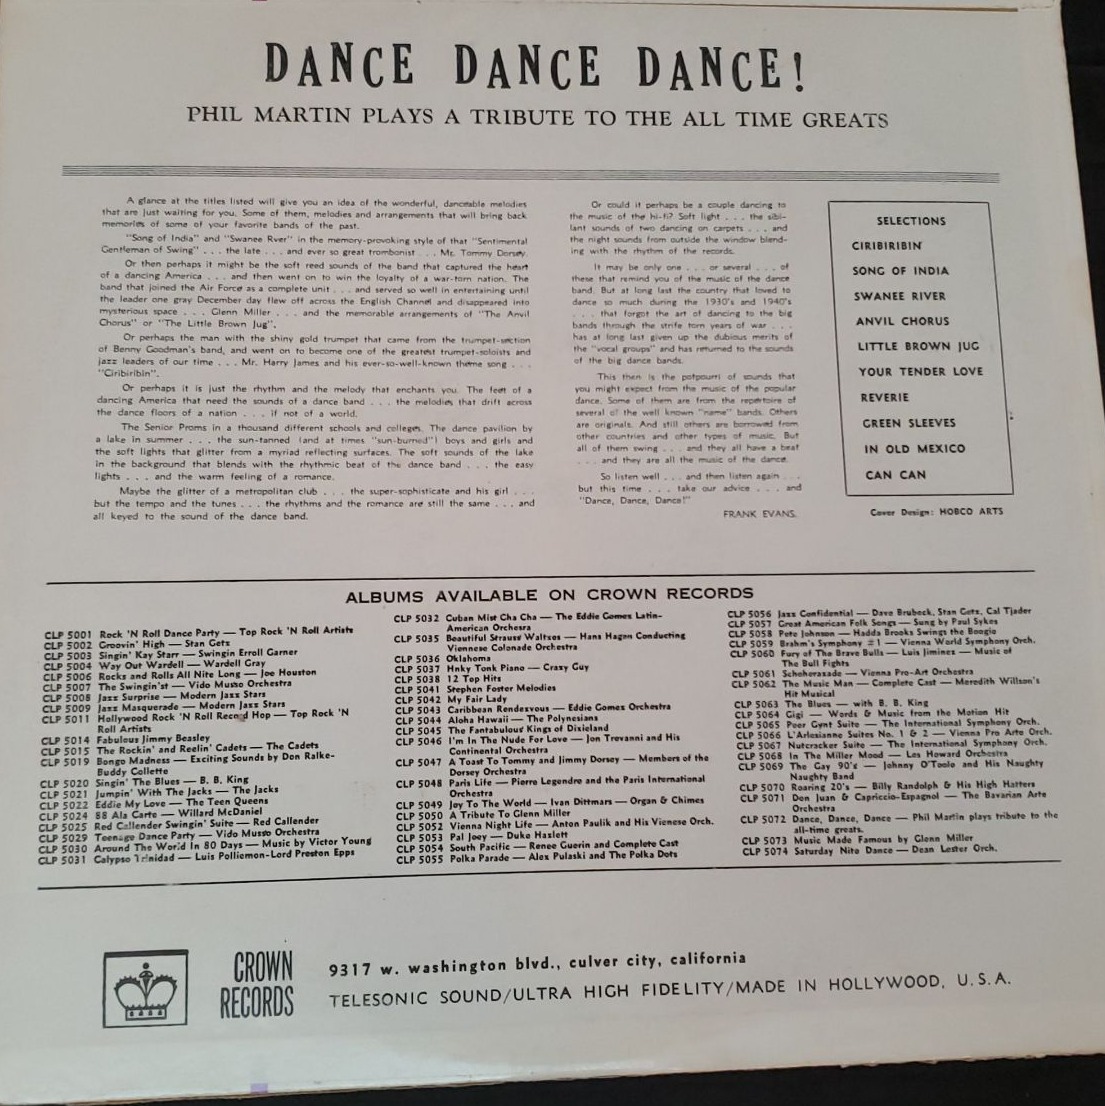 DANCE DANCE DANCE!
PHIL MARTIN PLAYS A TRIBUTE TO THE ALL TIME GREATS
A glance at the titles listed will give you an idea of the wonderful, danceable melodies
that are just waiting for you. Some of them, melodies and arrangements that will bring back
memories of some of your favorite bands of the past.
"Song of India" and "Swanee Rver" in the memory-provoking style of that "Sentimental
Gentleman of Swing" . . . the late . . . and ever so great trombonist . . . Mr. Tommy Dorsey.
Or then perhaps it might be the soft reed sounds of the band that captured the heart
of a dancing America . . . and then went on to win the loyalty of a war-torn nation. The
band that joined the Air Force as a complete unit . . . and served so well in entertaining until
the leader one gray December day flew off across the English Channel and disappeared into
mysterious space . . . Glenn Miller . . . and the memorable arrangements of "The Anvil
Chorus" or "The Little Brown Jug".
Or perhaps the man with the shiny gold trumpet that came from the trumpet-section
of Benny Goodman's band, and went on to become one of the greatest trumpet-soloists and
jazz leaders of our time . . . Mr. Harry James and his ever-so-well-known theme song . . .
"Ciribiribin".
Or perhaps it is just the rhythm and the melody that enchants you. The feet of a
dancing America that need the sounds of a dance band . . . the melodies that drift across
the dance floors of a nation . . . if not of a world.
The Senior Proms in a thousand different schools and colleges. The dance pavilion by
a lake in summer . . . the sun-tanned (and at times "sun-burned") boys and girls and
the soft lights that glitter from a myriad reflecting surfaces. The soft sounds of the lake
in the background that blends with the rhythmic beat of the dance band . . . the easy
lights . . . and the warm feeling of a romance.
Maybe the glitter of a metropolitan club . . . the super-sophisticate and his girl . . .
but the tempo and the tunes . . . the rhythms and the romance are still the same . . . and
all keyed to the sound of the dance band.
Or could it perhaps be a couple dancing to
the music of the hi-fi? Soft light . . . the sibi-
lant sounds of two dancing on carpets . . . and
the night sounds from outside the window blend-
ing with the rhythm of the records.
It may be only one . . . or several . . . of
these that remind you of the music of the dance
band. But at long last the country that loved to
dance so much during the 1930's and 1940's
. . . that forgot the art of dancing to the big
bands through the strife torn years of war . . .
has at long last given up the dubious merits of
the "vocal groups" and has returned to the sounds
of the big dance bands.
This then is the potpourri of sounds that
you might expect from the music of the popular
dance. Some of them are from the repertoire of
several of the well known "name" bands. Others
are originals. And still others are borrowed from
other countries and other types of music. But
all of them swing . . . and they all have a beat
. . . and they are all the music of the dance.
So listen well . . . and then listen again . . .
but this time . . . take our advice . . . and
"Dance, Dance, Dance!"
FRANK EVANS.
SELECTIONS
CIRIBIRIBIN
SONG OF INDIA
SWANEE RIVER
ANVIL CHORUS
LITTLE BROWN JUG
YOUR TENDER LOVE
REVERIE
GREEN SLEEVES
IN OLD MEXICO
CAN CAN
Cover Design: HOBCO ARTS
ALBUMS AVAILABLE ON CROWN RECORDS
CLP 5001 Rock 'N Roll Dance Party — Top Rock 'N Roll Artists
CLP 5002 Groovin' High — Stan Getz
CLP 5003 Singin' Kay Starr — Swingin Erroll Garner
CLP 5004 Way Out Wardell — Wardell Gray
CLP 5006 Rocks and Rolls All Nite Long — Joe Houston
CLP 5007 The Swingin'st — Vido Musso Orchestra
CLP 5008 Jazz Surprise — Modern Jazz Stars
CLP 5009 Jazz Masquerade — Modern Jazz Stars
CLP 5011 Hollywood Rock 'N Roll Record Hop — Top Rock 'N
Roll Artists
CLP 5014 Fabulous Jimmy Beasley
CLP 5015 The Rockin' and Reelin' Cadets — The Cadets
CLP 5019 Bongo Madness — Exciting Sounds by Don Ralke-
Buddy Collette
CLP 5020 Singin' The Blues — B. B. King
CLP 5021 Jumpin' With The Jacks — The Jacks
CLP 5022 Eddie My Love — The Teen Queens
CLP 5024 88 Ala Carte — Willard McDaniel
CLP 5025 Red Callender Swingin' Suite — Red Callender
CLP 5029 Teenage Dance Party — Vido Musso Orchestra
CLP 5030 Around The World In 80 Days — Music by Victor Young
CLP 5031 Calypso Trinidad — Luis Polliemon-Lord Preston Epps
CLP 5032 Cuban Mist Cha Cha — The Eddie Gomes Latin-
American Orchesra
CLP 5035 Beautiful Strauss Waltses — Hans Hagen Conducting
Viennese Colonade Orchestra
CLP 5036 Oklahoma
CLP 5037 Hnky Tonk Piano — Crazy Guy
CLP 5038 12 Top Hits
CLP 5041 Stephen Foster Melodies
CLP 5042 My Fair Lady
CLP 5043 Caribbean Rendezvous — Eddie Gomez Orchestra
CLP 5044 Aloha Hawaii — The Polynesians
CLP 5045 The Fantabulous Kings of Dixieland
CLP 5046 I'm In The Nude For Love — Jon Trevanni and His
Continental Orchestra
CLP 5047 A Toast To Tommy and Jimmy Dorsey — Members of the
Dorsey Orchestra
CLP 5048 Paris Life — Pierre Legendre and the Paris International
Orchestra
CLP 5049 Joy To The World — Ivan Dittmars — Organ & Chimes
CLP 5050 A Tribute To Glenn Miller
CLP 5052 Vienna Night Life — Anton Paulik and His Vienese Orch.
CLP 5053 Pal Joey — Duke Haslett
CLP 5054 South Pacific — Renee Guerin and Complete Cast
CLP 5055 Polka Parade — Alex Pulaski and The Polka Dots
CLP 5056 Jazz Confidential — Dave Brubeck, Stan Getz, Cal Tjader
CLP 5057 Great American Folk Songs — Sung by Paul Sykes
CLP 5058 Pete Johnson — Hadda Brooks Swings the Boogie
CLP 5059 Brahm's Symphony #1 — Vienna World Symphony Orch.
CLP 5060 Fury of The Brave Bulls — Luis Jimines — Music of
The Bull Fights
CLP 5061 Scheherazade — Vienna Pro-Art Orchestra
CLP 5062 The Music Man — Complete Cast — Meredith Willson's
Hit Musical
CLP 5063 The Blues — with B. B. King
CLP 5064 Gigi — Words & Music from the Motion Hit
CLP 5065 Peer Gynt Suite — The International Symphony Orch.
CLP 5066 L'Arlesianne Suites No. 1 & 2 — Vienna Pro Arte Orch.
CLP 5067 Nutcracker Suite — The International Symphony Orch.
CLP 5068 In The Miller Mood — Les Howard Orchestra
CLP 5069 The Gay 90's — Johnny O'Toole and His Naughty
Naughty Band
CLP 5070 Roaring 20's — Billy Randolph & His High Hatters
CLP 5071 Don Juan & Capriccio-Espagnol — The Bavarian Arte
Orchestra
CLP 5072 Dance, Dance, Dance — Phil Martin plays tribute to the
all-time greats.
CLP 5073 Music Made Famous by Glenn Miller
CLP 5074 Saturday Nite Dance — Dean Lester Orch.
CROWN
RECORDS
9317 w. washington blvd., culver city, california
TELESONIC SOUND/ULTRA HIGH FIDELITY/MADE IN HOLLYWOOD, U.S.A.